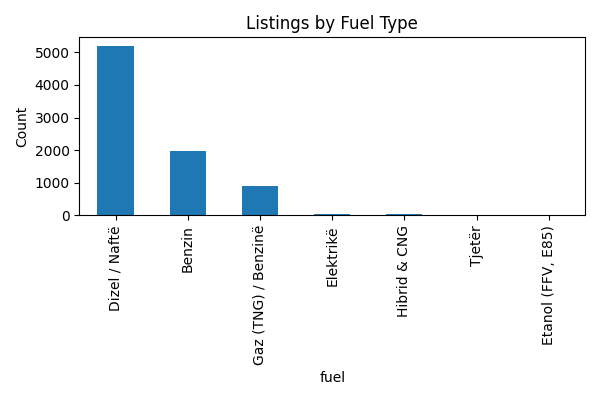 Listings by Fuel Type
Count
5000
4000
3000
2000
1000
0
Dizel / Naftë
Benzin
Gaz (TNG) / Benzinë
Elektrikë
Hibrid & CNG
Tjetër
Etanol (FFV, E85)
fuel